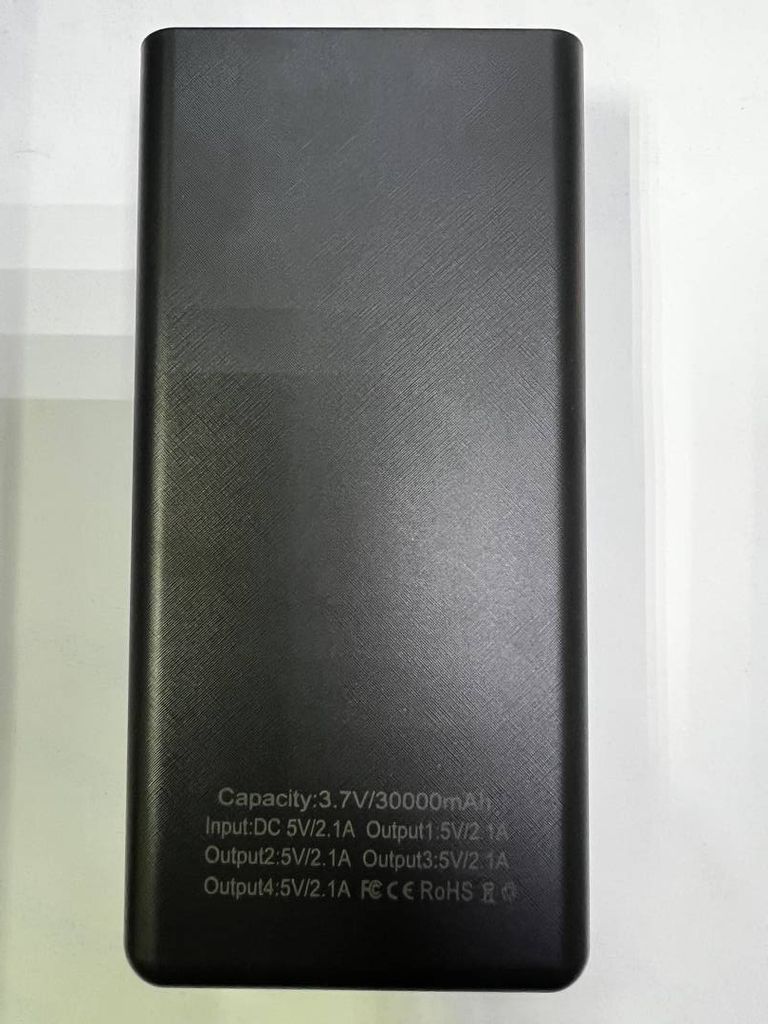 Capacity:3.7V/30000mAh
Input:DC 5V/2.1A Output1:5V/2.1A
Output2:5V/2.1A Output3:5V/2.1A
Output4:5V/2.1A FC CE RoHS